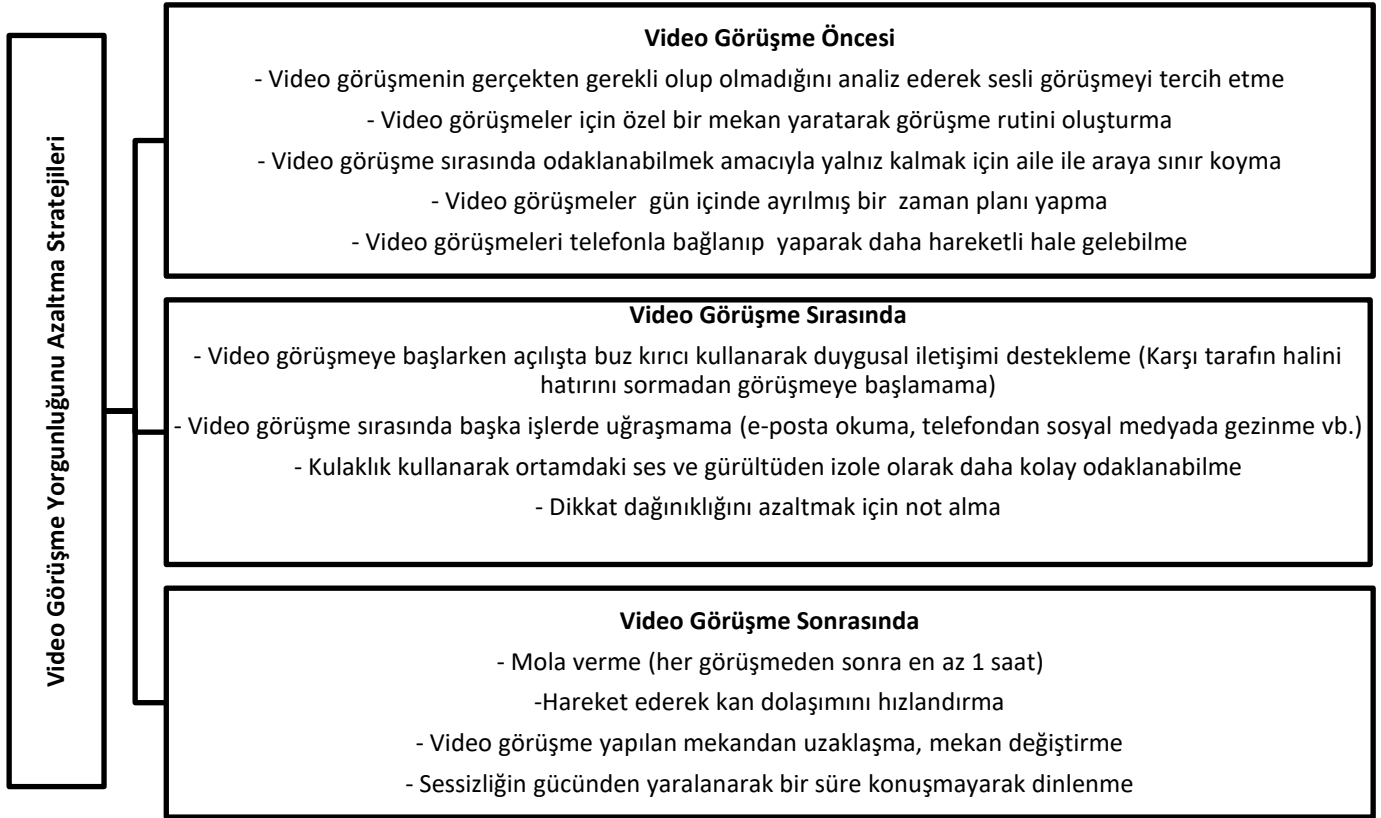 Video Görüşme Yorgunluğunu Azaltma Stratejileri
Video Görüşme Öncesi
- Video görüşmenin gerçekten gerekli olup olmadığını analiz ederek sesli görüşmeyi tercih etme
- Video görüşmeler için özel bir mekan yaratarak görüşme rutini oluşturma
- Video görüşme sırasında odaklanabilmek amacıyla yalnız kalmak için aile ile araya sınır koyma
- Video görüşmeler  gün içinde ayrılmış bir  zaman planı yapma
- Video görüşmeleri telefonla bağlanıp  yaparak daha hareketli hale gelebilme
Video Görüşme Sırasında
- Video görüşmeye başlarken açılışta buz kırıcı kullanarak duygusal iletişimi destekleme (Karşı tarafın halini
hatırını sormadan görüşmeye başlamama)
- Video görüşme sırasında başka işlerde uğraşmama (e-posta okuma, telefondan sosyal medyada gezinme vb.)
- Kulaklık kullanarak ortamdaki ses ve gürültüden izole olarak daha kolay odaklanabilme
- Dikkat dağınıklığını azaltmak için not alma
Video Görüşme Sonrasında
- Mola verme (her görüşmeden sonra en az 1 saat)
-Hareket ederek kan dolaşımını hızlandırma
- Video görüşme yapılan mekandan uzaklaşma, mekan değiştirme
- Sessizliğin gücünden yaralanarak bir süre konuşmayarak dinlenme